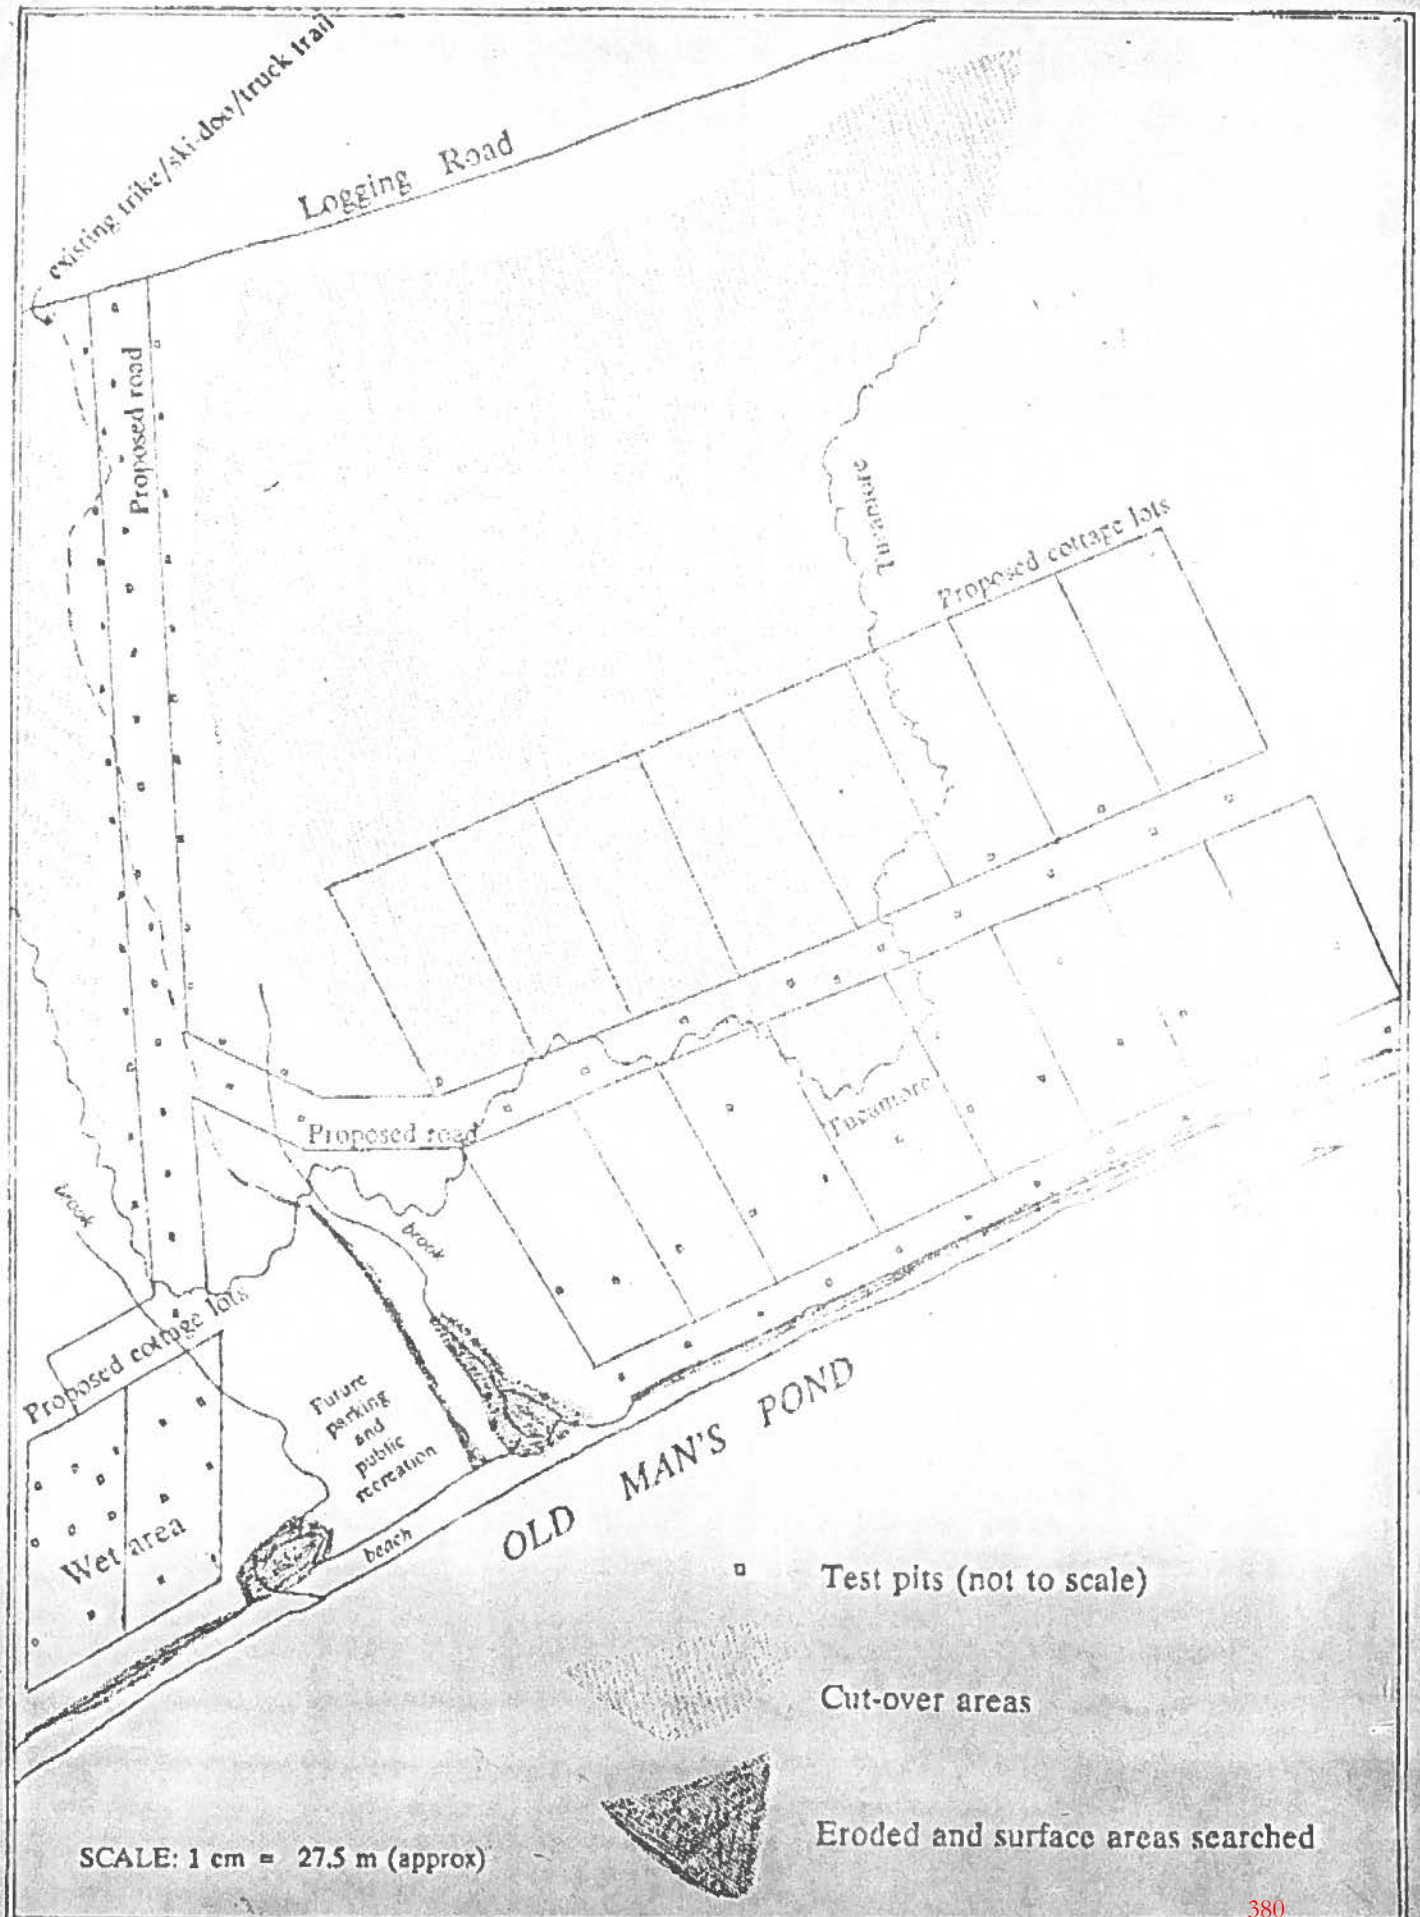 existing trike/ski-doo/truck trail
Logging Road
Proposed road
Tucamore
Proposed cottage lots
Proposed road
Tucamore
brook
brook
Proposed cottage lots
Future
parking
and
public
recreation
Wet area
beach
OLD MAN'S POND
Test pits (not to scale)
Cut-over areas
Eroded and surface areas searched
SCALE: 1 cm = 27.5 m (approx)
380